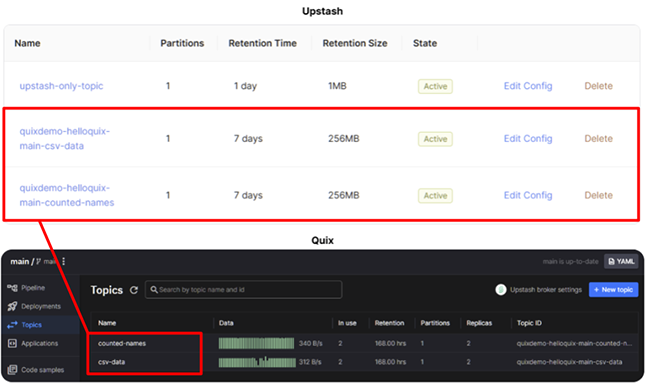 Upstash
Name Partitions Retention Time Retention Size State
upstash-only-topic 1 1 day 1MB Active Edit Config Delete
quixdemo-helloquix-
main-csv-data 1 7 days 256MB Active Edit Config Delete
quixdemo-helloquix-
main-counted-names 1 7 days 256MB Active Edit Config Delete
Quix
main / main main is up-to-date YAML
Pipeline
Deployments
Topics
Applications
Code samples
Topics Search by topic name and id Upstash broker settings + New topic
Name Data In use Retention Partitions Replicas Topic ID
counted-names 340 B/s 2 168.00 hrs 1 2 quixdemo-helloquix-main-counted-n...
csv-data 312 B/s 2 168.00 hrs 1 2 quixdemo-helloquix-main-csv-data